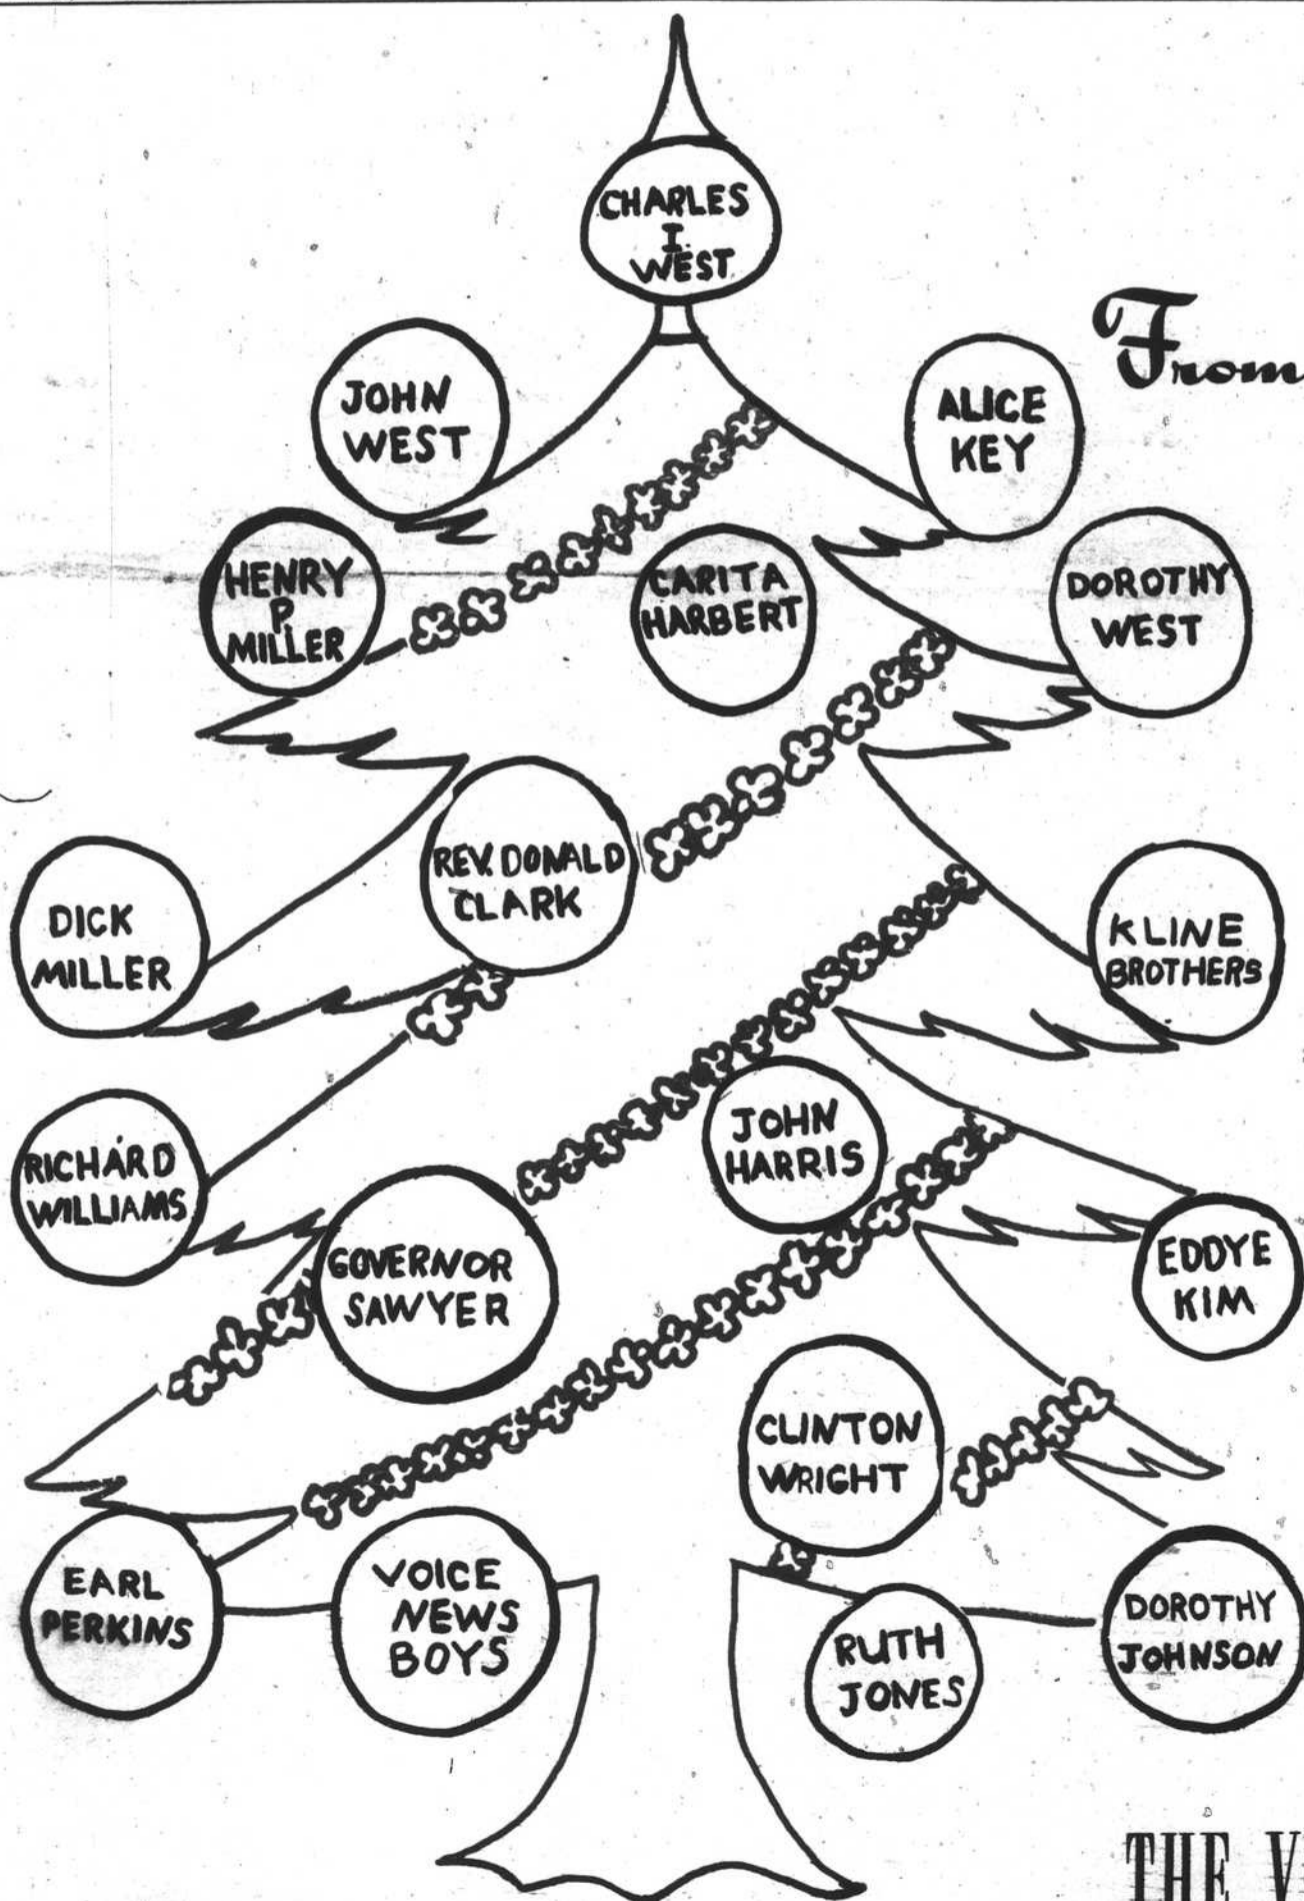 CHARLES
I.
WEST
From
JOHN
WEST
ALICE
KEY
HENRY
P.
MILLER
CARITA
HARBERT
DOROTHY
WEST
REV. DONALD
CLARK
DICK
MILLER
KLINE
BROTHERS
JOHN
HARRIS
RICHARD
WILLIAMS
GOVERNOR
SAWYER
EDDYE
KIM
CLINTON
WRIGHT
EARL
PERKINS
VOICE
NEWS
BOYS
RUTH
JONES
DOROTHY
JOHNSON
THE